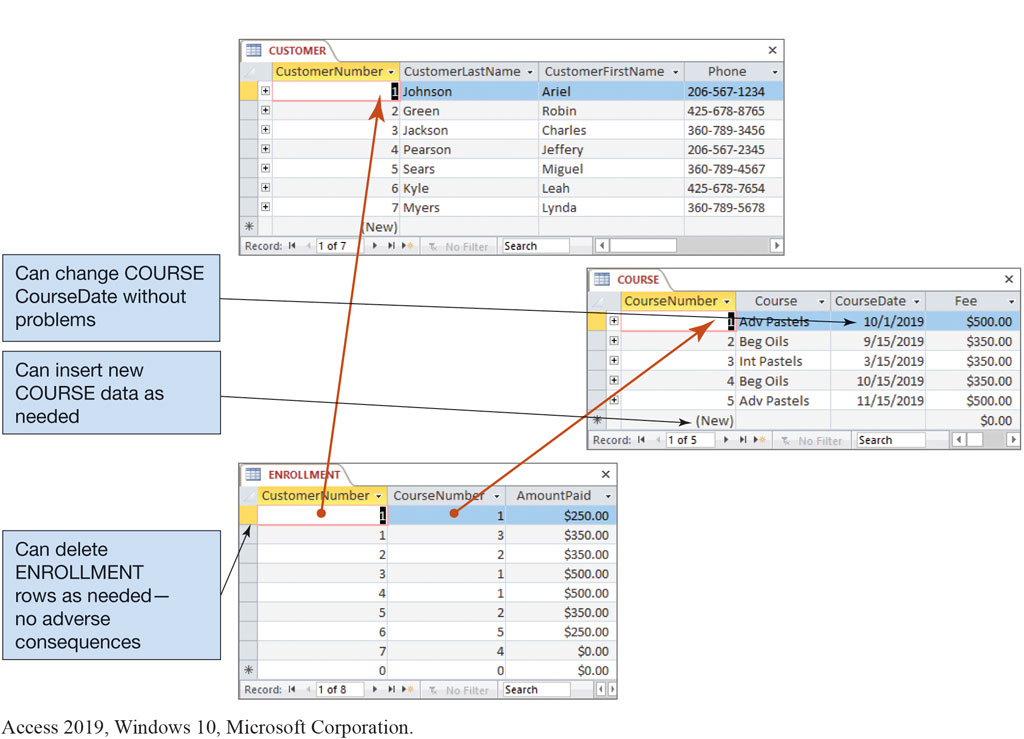 CUSTOMER
CustomerNumber CustomerLastName CustomerFirstName Phone
1 Johnson Ariel 206-567-1234
2 Green Robin 425-678-8765
3 Jackson Charles 360-789-3456
4 Pearson Jeffery 206-567-2345
5 Sears Miguel 360-789-4567
6 Kyle Leah 425-678-7654
7 Myers Lynda 360-789-5678
* (New)
Record: 1 of 7 No Filter Search
Can change COURSE
CourseDate without
problems
COURSE
CourseNumber Course CourseDate Fee
1 Adv Pastels 10/1/2019 $500.00
2 Beg Oils 9/15/2019 $350.00
3 Int Pastels 3/15/2019 $350.00
4 Beg Oils 10/15/2019 $350.00
5 Adv Pastels 11/15/2019 $500.00
* (New) $0.00
Record: 1 of 5 No Filter Search
Can insert new
COURSE data as
needed
ENROLLMENT
CustomerNumber CourseNumber AmountPaid
1 1 $250.00
1 3 $350.00
2 2 $350.00
3 1 $500.00
4 1 $500.00
5 2 $350.00
6 5 $250.00
7 4 $0.00
* 0 0 $0.00
Record: 1 of 8 No Filter Search
Can delete
ENROLLMENT
rows as needed—
no adverse
consequences
Access 2019, Windows 10, Microsoft Corporation.